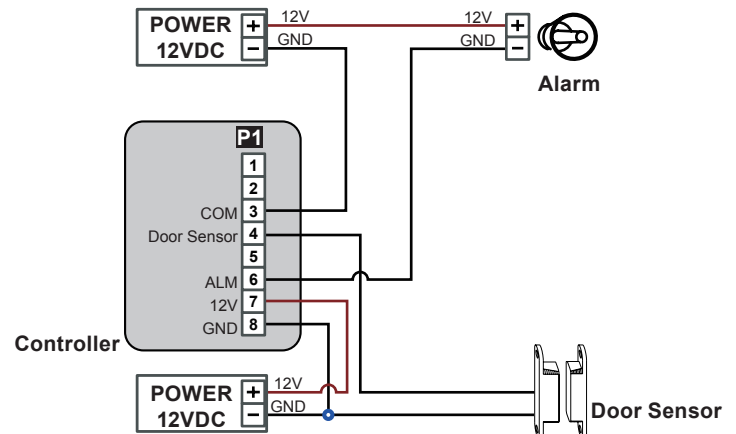 POWER + 12V 12V +
12VDC − GND GND −
Alarm
P1
1
2
COM 3
Door Sensor 4
5
ALM 6
12V 7
GND 8
Controller
POWER + 12V
12VDC − GND
Door Sensor